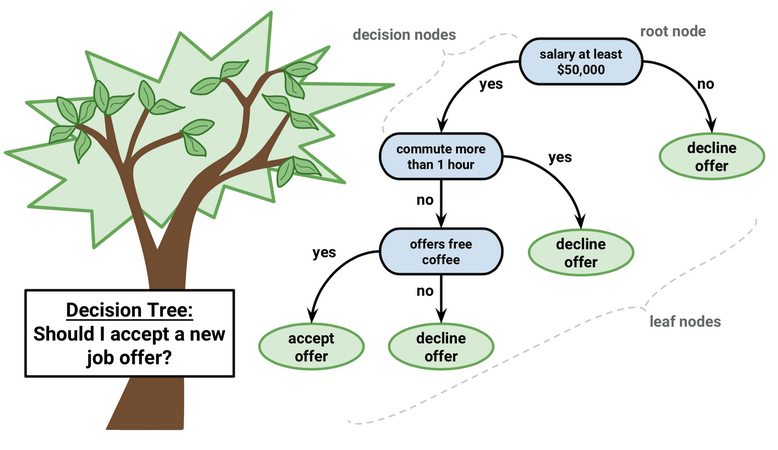 decision nodes
root node
salary at least
$50,000
yes
no
commute more
than 1 hour
yes
decline
offer
no
offers free
coffee
decline
offer
yes
no
Decision Tree:
Should I accept a new
job offer?
accept
offer
decline
offer
leaf nodes